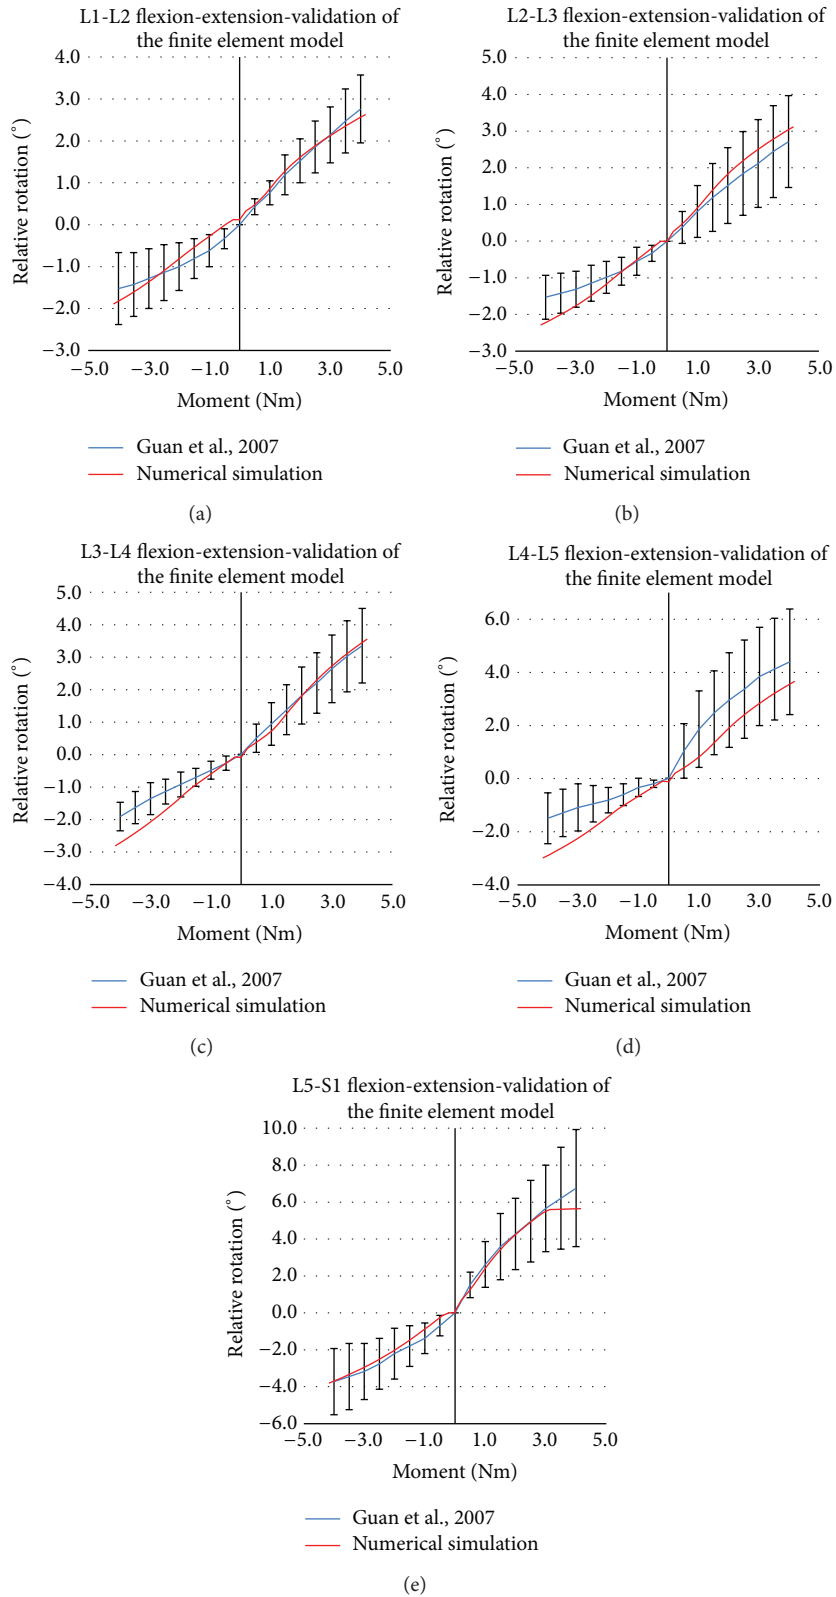 L1-L2 flexion-extension-validation of
the finite element model
4.0
3.0
2.0
1.0
0.0
−1.0
−2.0
−3.0
Relative rotation (°)
−5.0 −3.0 −1.0 1.0 3.0 5.0
Moment (Nm)
Guan et al., 2007
Numerical simulation
(a)
L2-L3 flexion-extension-validation of
the finite element model
5.0
4.0
3.0
2.0
1.0
0.0
−1.0
−2.0
−3.0
Relative rotation (°)
−5.0 −3.0 −1.0 1.0 3.0 5.0
Moment (Nm)
Guan et al., 2007
Numerical simulation
(b)
L3-L4 flexion-extension-validation of
the finite element model
5.0
4.0
3.0
2.0
1.0
0.0
−1.0
−2.0
−3.0
−4.0
Relative rotation (°)
−5.0 −3.0 −1.0 1.0 3.0 5.0
Moment (Nm)
Guan et al., 2007
Numerical simulation
(c)
L4-L5 flexion-extension-validation of
the finite element model
6.0
4.0
2.0
0.0
−2.0
−4.0
Relative rotation (°)
−5.0 −3.0 −1.0 1.0 3.0 5.0
Moment (Nm)
Guan et al., 2007
Numerical simulation
(d)
L5-S1 flexion-extension-validation of
the finite element model
10.0
8.0
6.0
4.0
2.0
0.0
−2.0
−4.0
−6.0
Relative rotation (°)
−5.0 −3.0 −1.0 1.0 3.0 5.0
Moment (Nm)
Guan et al., 2007
Numerical simulation
(e)